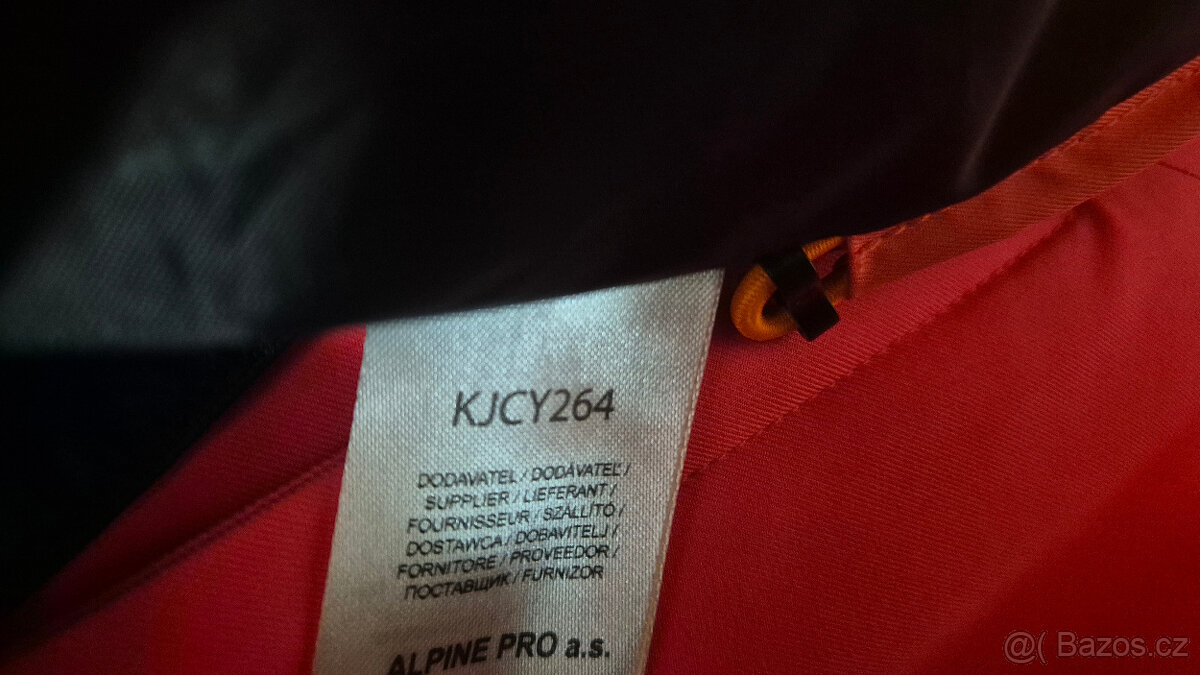 KJCY264
DODAVATEL / DODÁVATEĽ /
SUPPLIER / LIEFERANT /
FOURNISSEUR / SZÁLLÍTÓ /
DOSTAWCA / DOBAVITELJ /
FORNITORE / PROVEEDOR /
ПОСТАВЩИК / FURNIZOR
ALPINE PRO a.s.
@( Bazos.cz